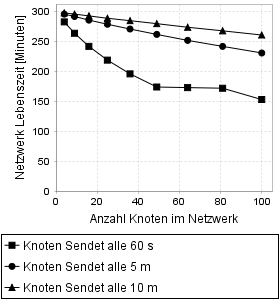 Netzwerk Lebenszeit [Minuten]
300
250
200
150
100
50
0
0 20 40 60 80 100
Anzahl Knoten im Netzwerk
Knoten Sendet alle 60 s
Knoten Sendet alle 5 m
Knoten Sendet alle 10 m